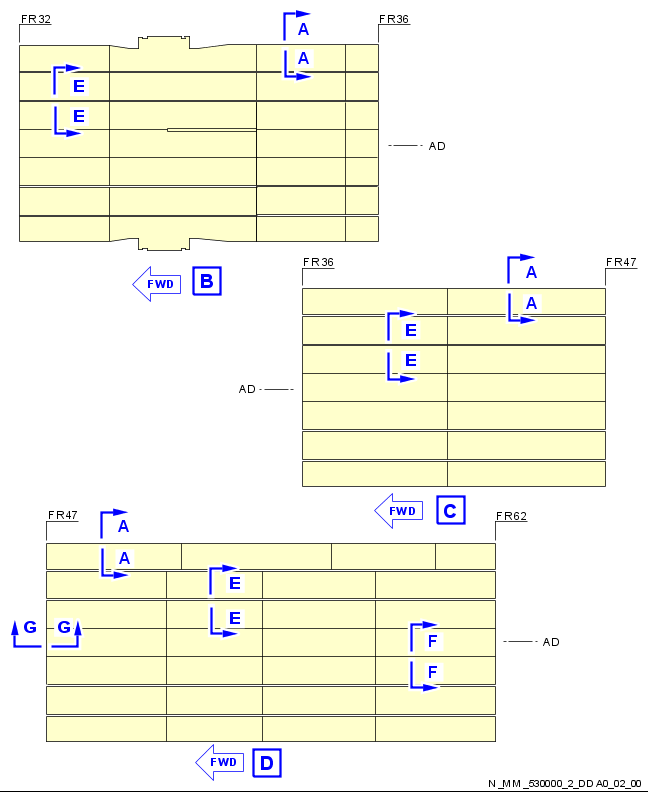 FR32
FR36
A
A
E
E
AD
FWD
B
FR36
FR47
A
A
E
E
AD
FWD
C
FR47
FR62
A
A
E
E
G G
F
F
AD
FWD
D
N_MM_530000_2_DDA0_02_00